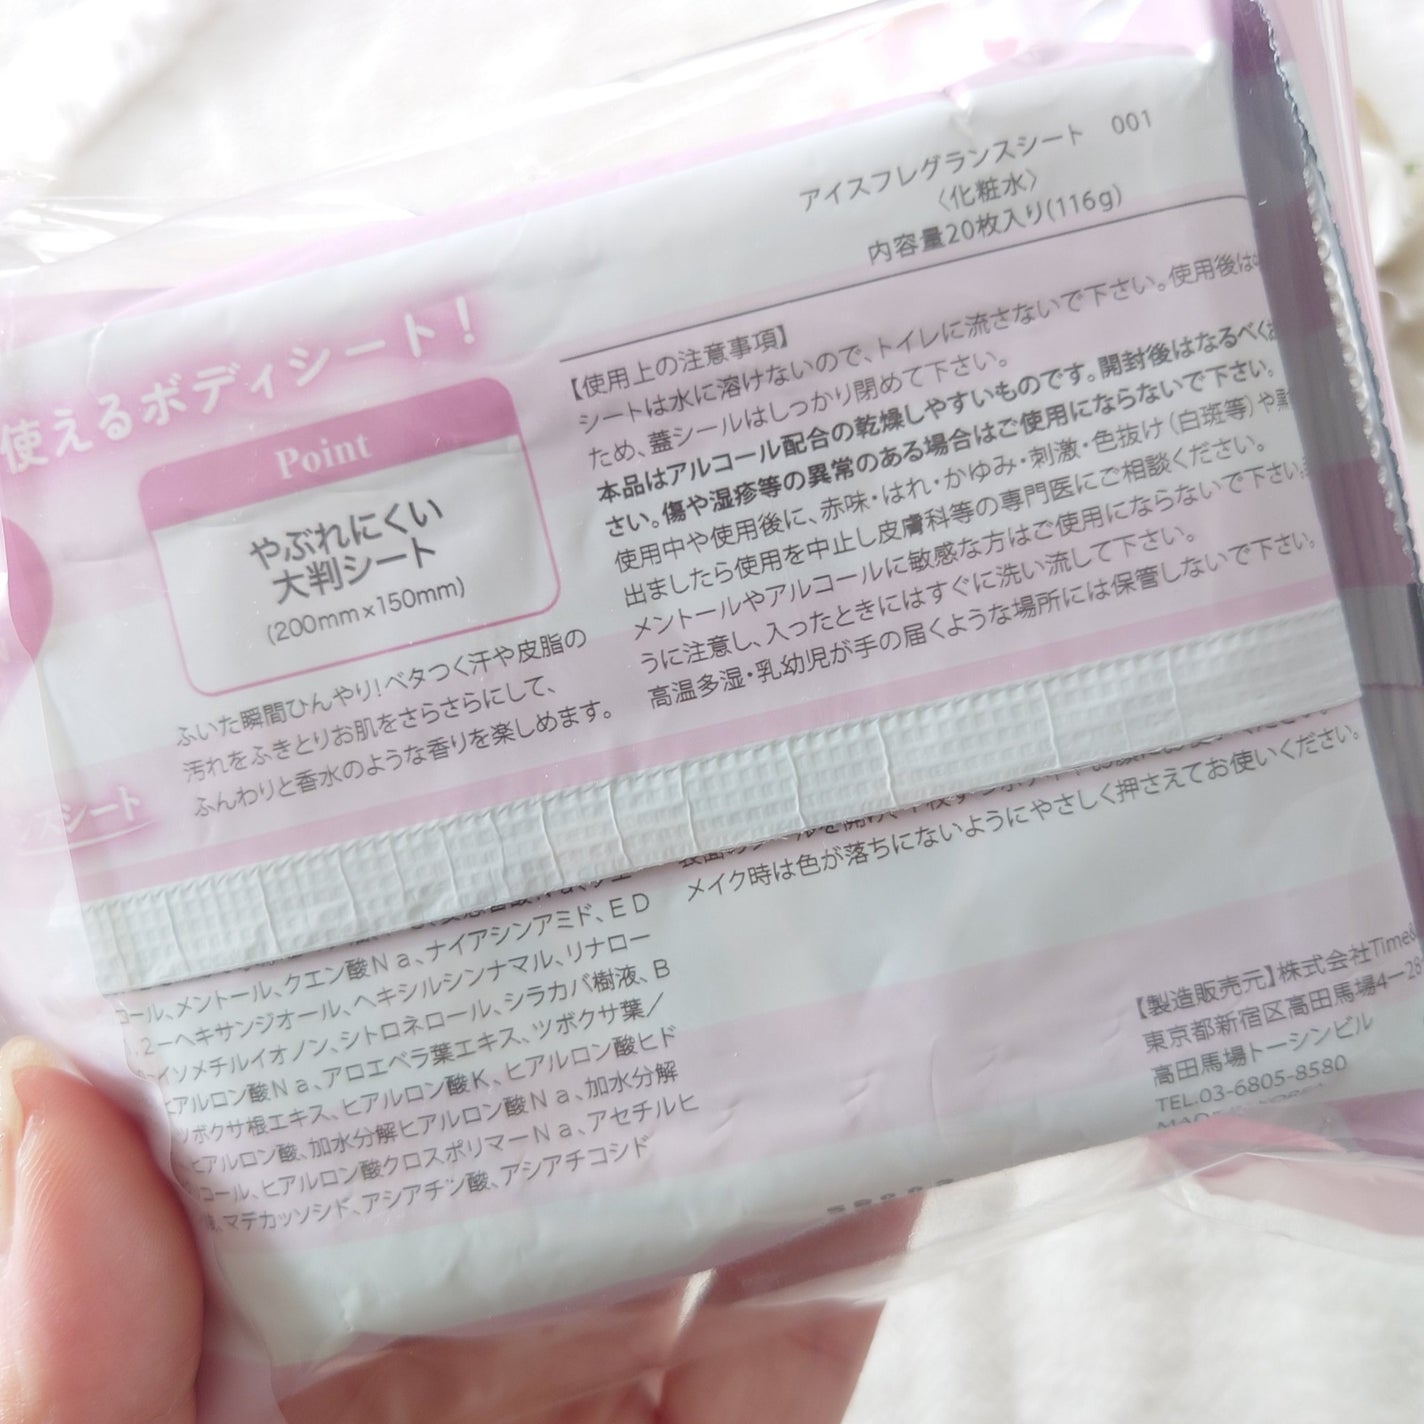 アイスフレグランスシート 001
〈化粧水〉
内容量20枚入り(116g)
使えるボディシート!
Point
やぶれにくい
大判シート
(200mm×150mm)
ふいた瞬間ひんやり!ベタつく汗や皮脂の
汚れをふきとりお肌をさらさらにして、
ふんわりと香水のような香りを楽しめます。
シート
【使用上の注意事項】
シートは水に溶けないので、トイレに流さないで下さい。使用後は
ため、蓋シールはしっかり閉めて下さい。
本品はアルコール配合の乾燥しやすいものです。開封後はなるべく
さい。傷や湿疹等の異常のある場合はご使用にならないで下さい。
使用中や使用後に、赤味・はれ・かゆみ・刺激・色抜け(白斑等)や
出ましたら使用を中止し皮膚科等の専門医にご相談ください。
メントールやアルコールに敏感な方はご使用にならないで下さい
うに注意し、入ったときにはすぐに洗い流して下さい。
高温多湿・乳幼児が手の届くような場所には保管しないで下さい。
メイク時は色が落ちにないようにやさしく押さえてお使いください。
ナイアシンアミド、ED
ール、メントール、クエン酸Na、
2-ヘキサンジオール、ヘキシルシンナマル、リナロー
イソメチルイオノン、シトロネロール、シラカバ樹液、B
アルロン酸Na、アロエベラ葉エキス、ツボクサ葉/
ツボクサ根エキス、ヒアルロン酸K、ヒアルロン酸ヒド
ヒアルロン酸、加水分解ヒアルロン酸Na、加水分解
コール、ヒアルロン酸クロスポリマーNa、アセチルヒ
マデカッソシド、アシアチン酸、アシアチコシド
【製造販売元】株式会社Time&
東京都新宿区高田馬場4ー28
高田馬場トーシンビル
TEL.03-6805-8580